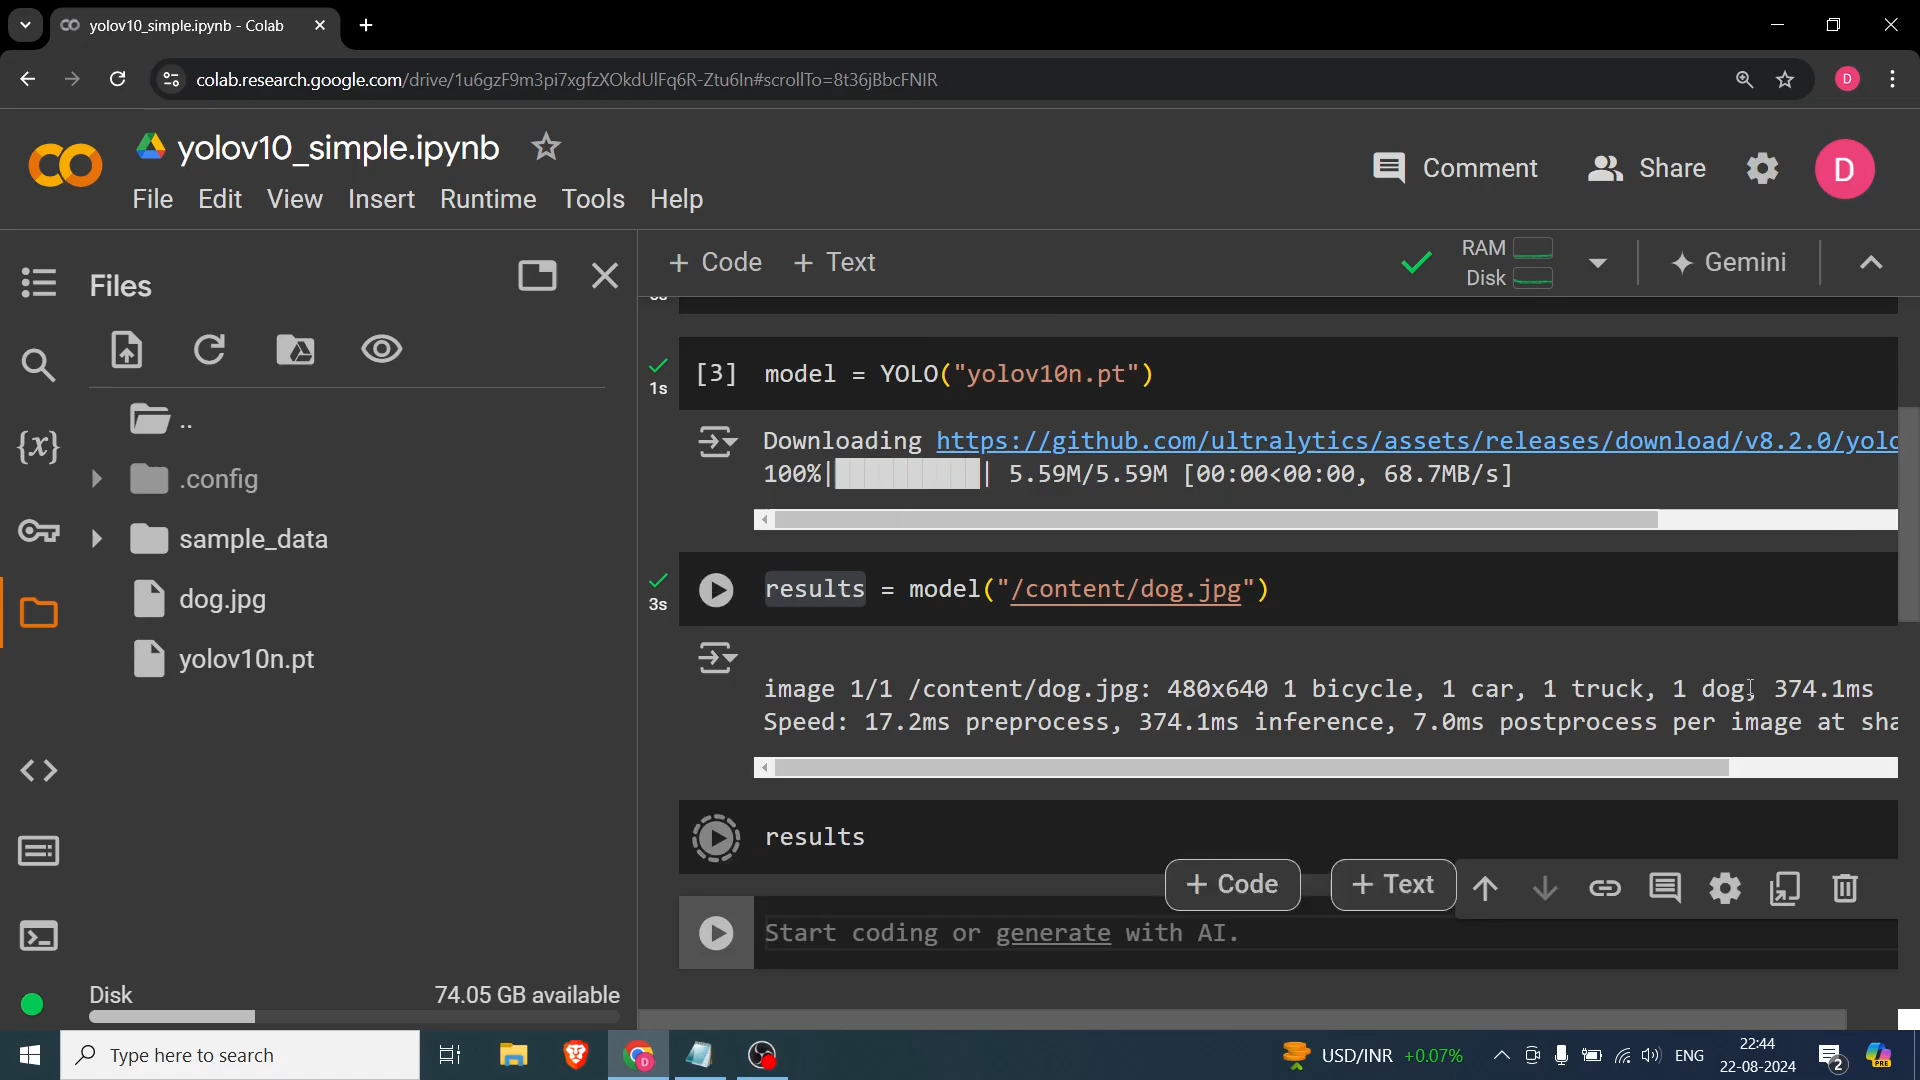 yolov10_simple.ipynb - Colab
colab.research.google.com/drive/1u6gzF9m3pi7xgfzXOkdUlFq6R-Ztu6In#scrollTo=8t36jBbcFNIR
D
yolov10_simple.ipynb
File Edit View Insert Runtime Tools Help
Comment
Share
D
Files
+ Code + Text
RAM
Disk
Gemini
..
.config
sample_data
dog.jpg
yolov10n.pt
{x}
Disk 74.05 GB available
1s
[3] model = YOLO("yolov10n.pt")
Downloading https://github.com/ultralytics/assets/releases/download/v8.2.0/yolo
100%|██████████| 5.59M/5.59M [00:00<00:00, 68.7MB/s]
3s
results = model("/content/dog.jpg")
image 1/1 /content/dog.jpg: 480x640 1 bicycle, 1 car, 1 truck, 1 dog, 374.1ms
Speed: 17.2ms preprocess, 374.1ms inference, 7.0ms postprocess per image at sha
results
+ Code + Text
Start coding or generate with AI.
Type here to search
D
USD/INR +0.07%
ENG
22:44
22-08-2024
2
PRE